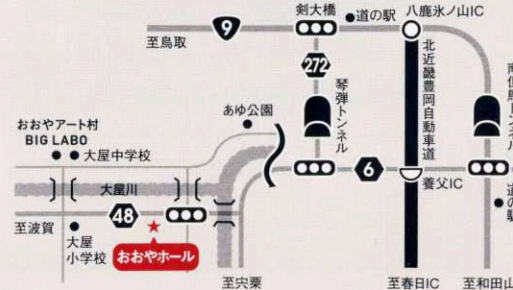 剣大橋
道の駅
八鹿氷ノ山IC
9
至鳥取
272
琴弾トンネル
北近畿豊岡自動車道
あゆ公園
おおやアート村
BIG LABO
大屋中学校
6
養父IC
大屋川
48
至波賀
大屋
小学校
おおやホール
至宍粟
至春日IC
至和田山